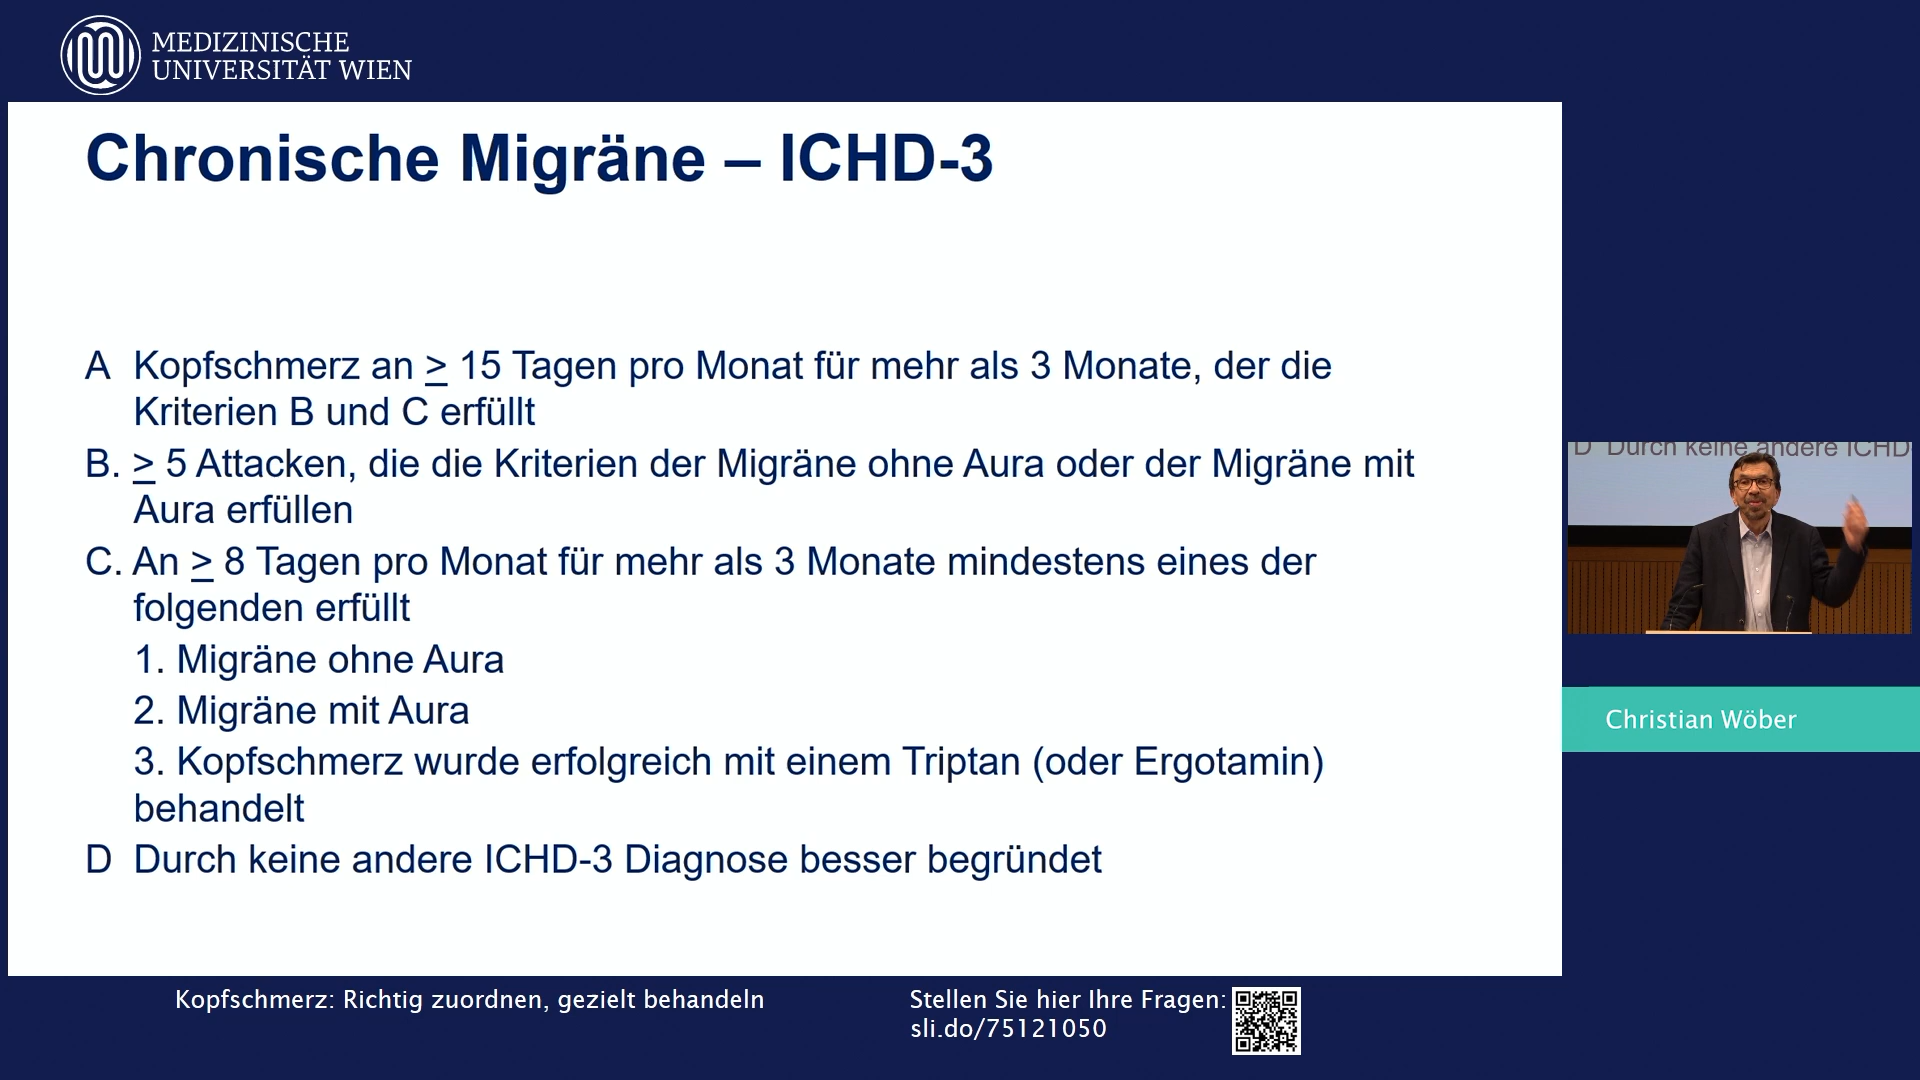 MEDIZINISCHE
UNIVERSITÄT WIEN
Chronische Migräne – ICHD-3
A Kopfschmerz an ≥ 15 Tagen pro Monat für mehr als 3 Monate, der die
Kriterien B und C erfüllt
B. ≥ 5 Attacken, die die Kriterien der Migräne ohne Aura oder der Migräne mit
Aura erfüllen
C. An ≥ 8 Tagen pro Monat für mehr als 3 Monate mindestens eines der
folgenden erfüllt
1. Migräne ohne Aura
2. Migräne mit Aura
3. Kopfschmerz wurde erfolgreich mit einem Triptan (oder Ergotamin)
behandelt
D Durch keine andere ICHD-3 Diagnose besser begründet
D Durch keine andere ICHD
Christian Wöber
Kopfschmerz: Richtig zuordnen, gezielt behandeln
Stellen Sie hier Ihre Fragen:
sli.do/75121050